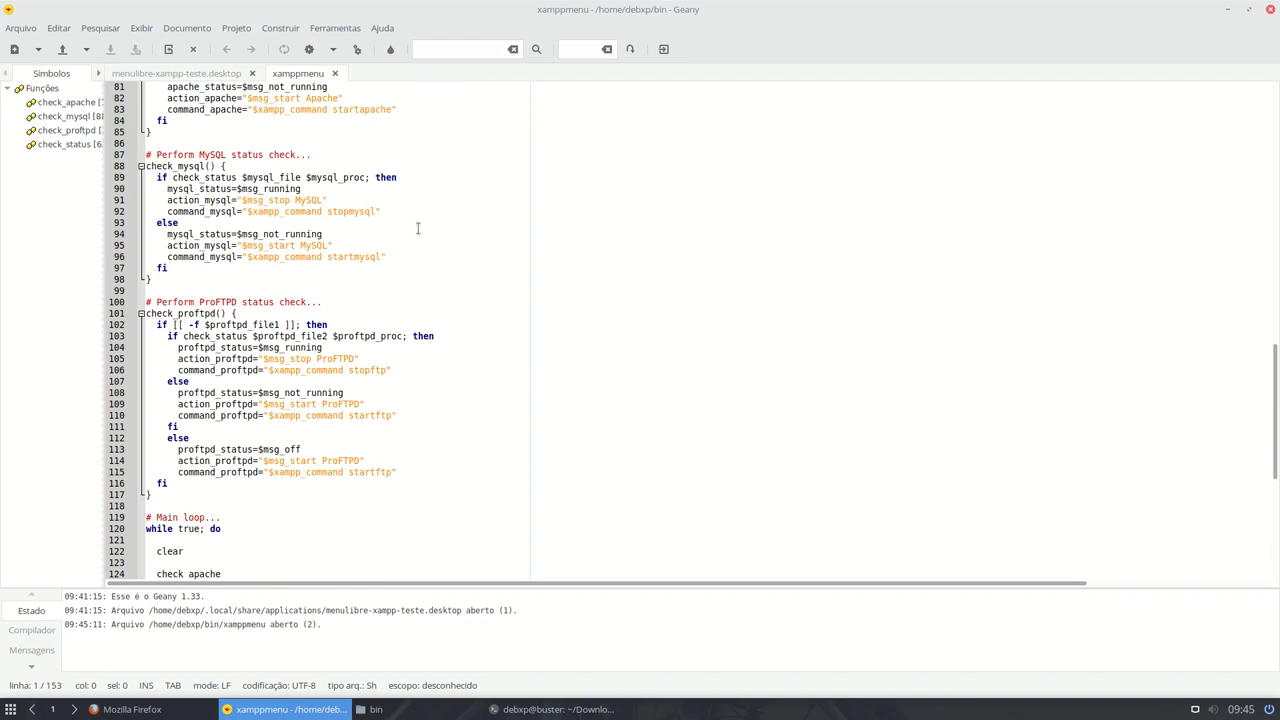 xamppmenu - /home/debxp/bin - Geany
Arquivo Editar Pesquisar Exibir Documento Projeto Construir Ferramentas Ajuda
Símbolos
menulibre-xampp-teste.desktop
xamppmenu
Funções
check_apache [
check_mysql [8
check_proftpd [
check_status [6
81 apache_status=$msg_not_running
82 action_apache="$msg_start Apache"
83 command_apache="$xampp_command startapache"
84 fi
85 }
86
87 # Perform MySQL status check...
88 check_mysql() {
89 if check_status $mysql_file $mysql_proc; then
90 mysql_status=$msg_running
91 action_mysql="$msg_stop MySQL"
92 command_mysql="$xampp_command stopmysql"
93 else
94 mysql_status=$msg_not_running
95 action_mysql="$msg_start MySQL"
96 command_mysql="$xampp_command startmysql"
97 fi
98 }
99
100 # Perform ProFTPD status check...
101 check_proftpd() {
102 if [[ -f $proftpd_file1 ]]; then
103 if check_status $proftpd_file2 $proftpd_proc; then
104 proftpd_status=$msg_running
105 action_proftpd="$msg_stop ProFTPD"
106 command_proftpd="$xampp_command stopftp"
107 else
108 proftpd_status=$msg_not_running
109 action_proftpd="$msg_start ProFTPD"
110 command_proftpd="$xampp_command startftp"
111 fi
112 else
113 proftpd_status=$msg_off
114 action_proftpd="$msg_start ProFTPD"
115 command_proftpd="$xampp_command startftp"
116 fi
117 }
118
119 # Main loop...
120 while true; do
121
122 clear
123
124 check apache
Estado
Compilador
Mensagens
09:41:15: Esse é o Geany 1.33.
09:41:15: Arquivo /home/debxp/.local/share/applications/menulibre-xampp-teste.desktop aberto (1).
09:45:11: Arquivo /home/debxp/bin/xamppmenu aberto (2).
linha: 1 / 153 col: 0 sel: 0 INS TAB mode: LF codificação: UTF-8 tipo arq.: Sh escopo: desconhecido
1 Mozilla Firefox xamppmenu - /home/deb... bin debxp@buster: ~/Downlo... 09:45